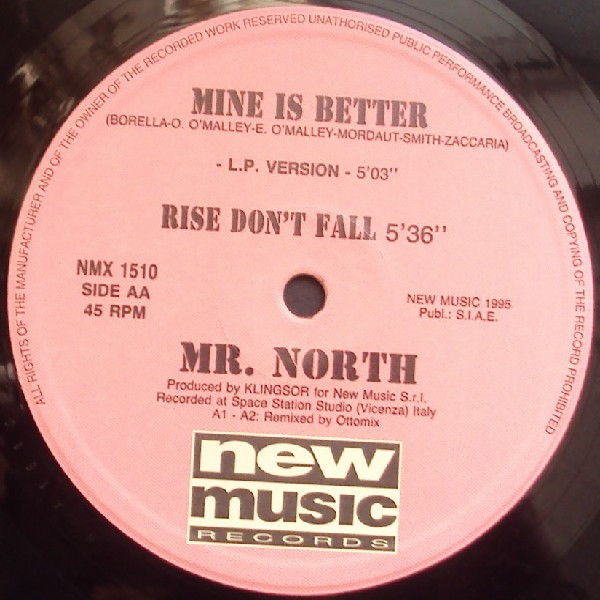 ALL RIGHTS OF THE MANUFACTURER AND OF THE OWNER OF THE RECORDED WORK RESERVED UNATHORISED PUBLIC PERFORMANCE BROADCASTING AND COPYING OF THE RECORD PROHIBITED
MINE IS BETTER
(BORELLA-O. O'MALLEY-E. O'MALLEY-MORDAUT-SMITH-ZACCARIA)
- L.P. VERSION - 5'03"
RISE DON'T FALL 5'36"
NMX 1510
SIDE AA
45 RPM
NEW MUSIC 1995
Publ.: S.I.A.E.
MR. NORTH
Produced by KLINGSOR for New Music S.r.l.
Recorded at Space Station Studio (Vicenza) Italy
A1 - A2: Remixed by Ottomix
new
music
RECORDS